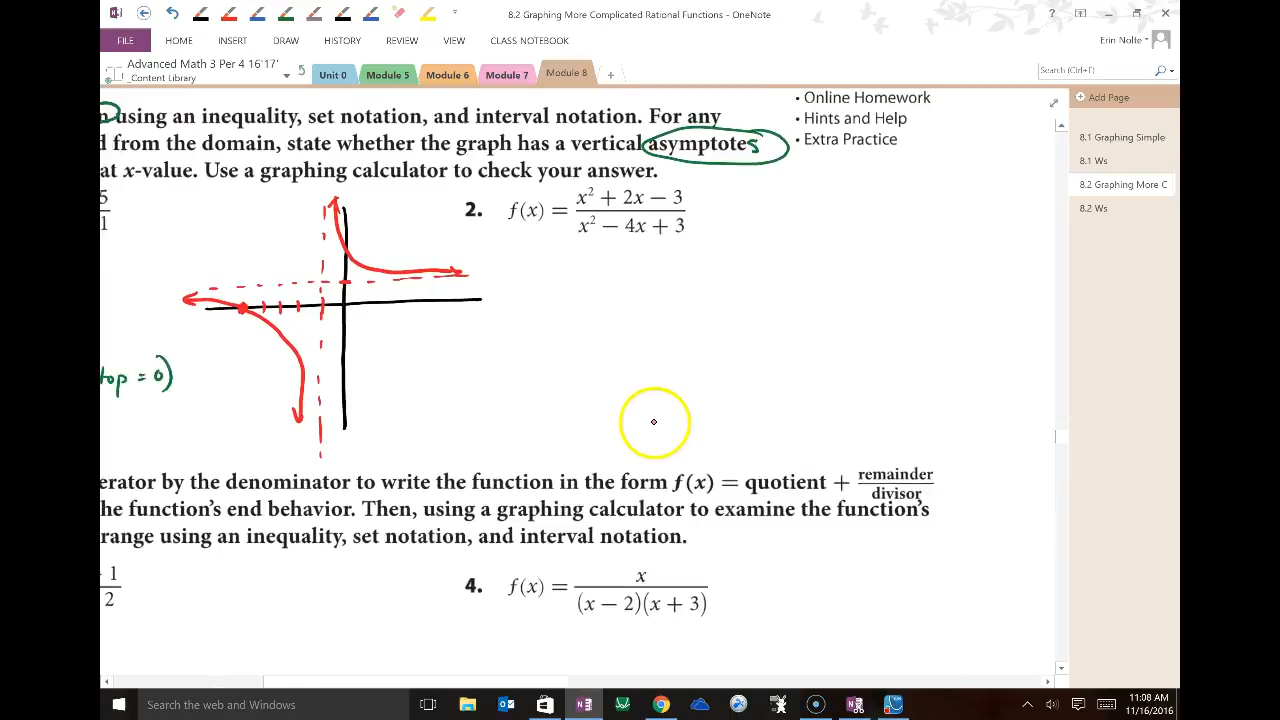 8.2 Graphing More Complicated Rational Functions - OneNote
FILE HOME INSERT DRAW HISTORY REVIEW VIEW CLASS NOTEBOOK
Erin Nolte
Advanced Math 3 Per 4 16'17'
_Content Library
5
Unit 0
Module 5
Module 6
Module 7
Module 8
Search (Ctrl+E)
Add Page
8.1 Graphing Simple
8.1 Ws
8.2 Graphing More C
8.2 Ws
• Online Homework
• Hints and Help
• Extra Practice
n using an inequality, set notation, and interval notation. For any
d from the domain, state whether the graph has a vertical asymptotes
at x-value. Use a graphing calculator to check your answer.
5
1
2. f(x) = x² + 2x − 3 / x² − 4x + 3
top = 0)
erator by the denominator to write the function in the form f(x) = quotient + remainder / divisor
he function's end behavior. Then, using a graphing calculator to examine the function's
range using an inequality, set notation, and interval notation.
- 1
2
4. f(x) = x / (x − 2)(x + 3)
Search the web and Windows
11:08 AM
11/16/2016